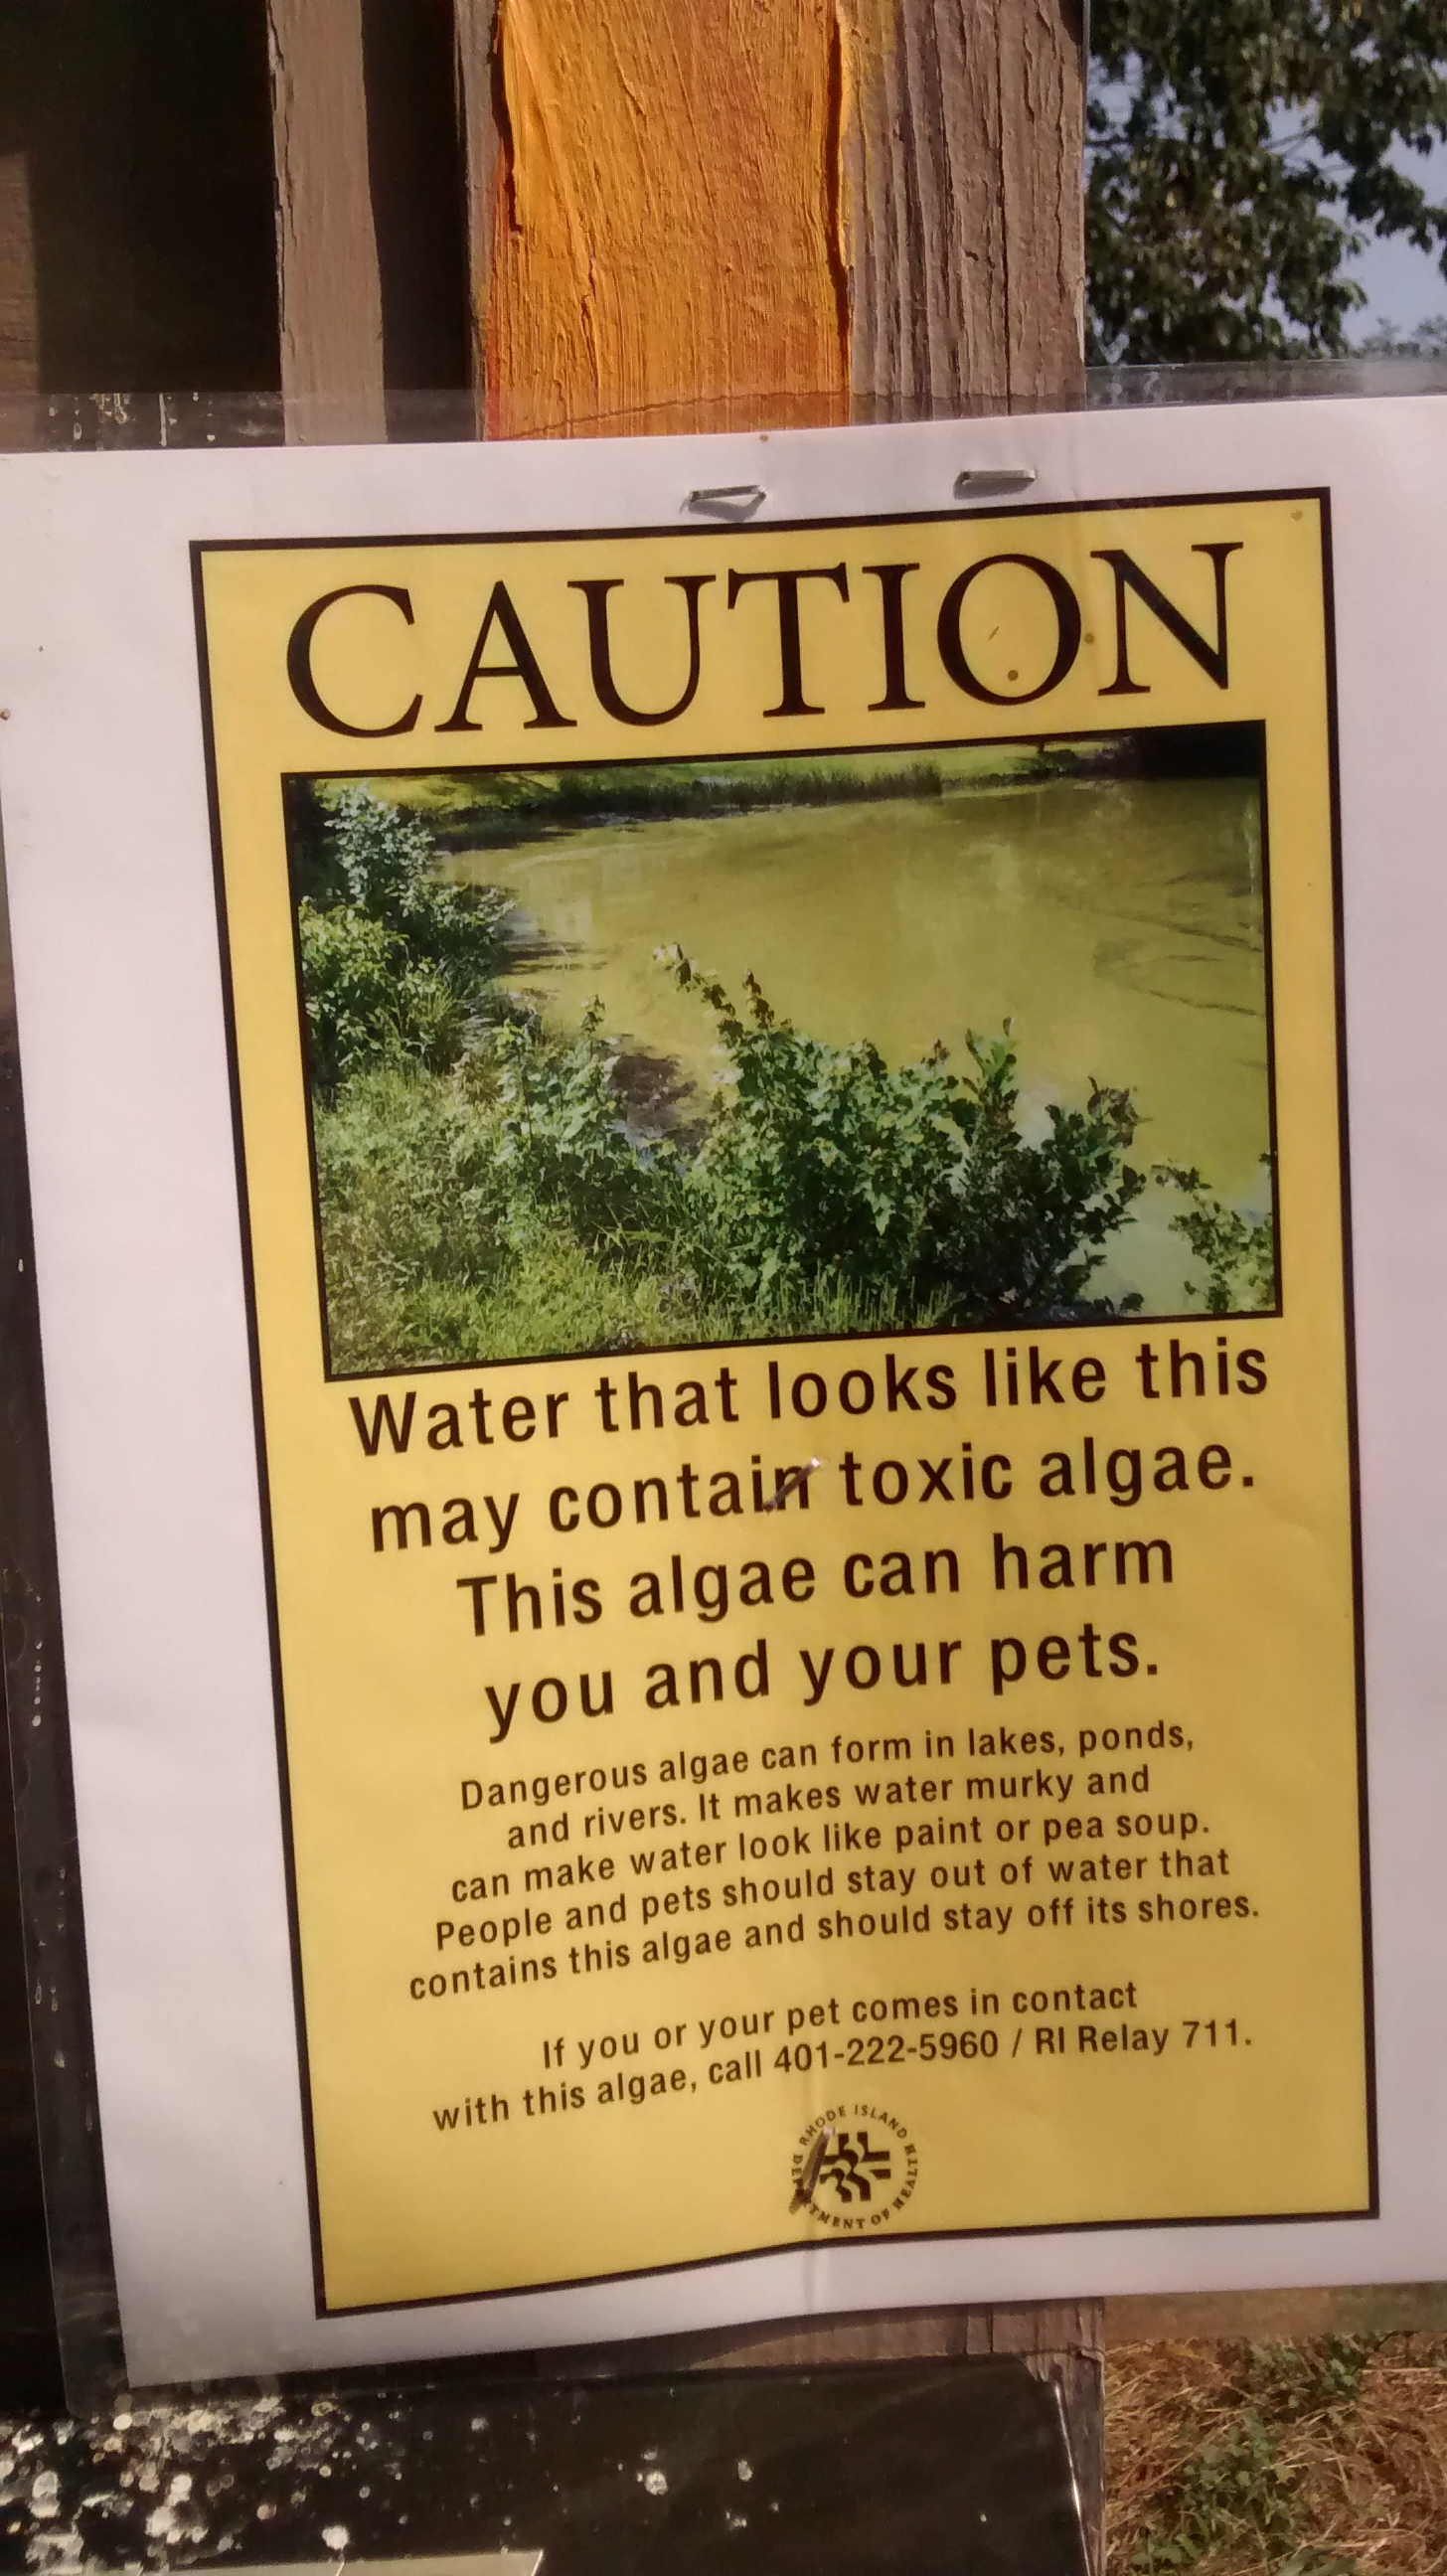 CAUTION
Water that looks like this
may contain toxic algae.
This algae can harm
you and your pets.
Dangerous algae can form in lakes, ponds,
and rivers. It makes water murky and
can make water look like paint or pea soup.
People and pets should stay out of water that
contains this algae and should stay off its shores.
If you or your pet comes in contact
with this algae, call 401-222-5960 / RI Relay 711.
RHODE ISLAND
DEPARTMENT OF HEALTH